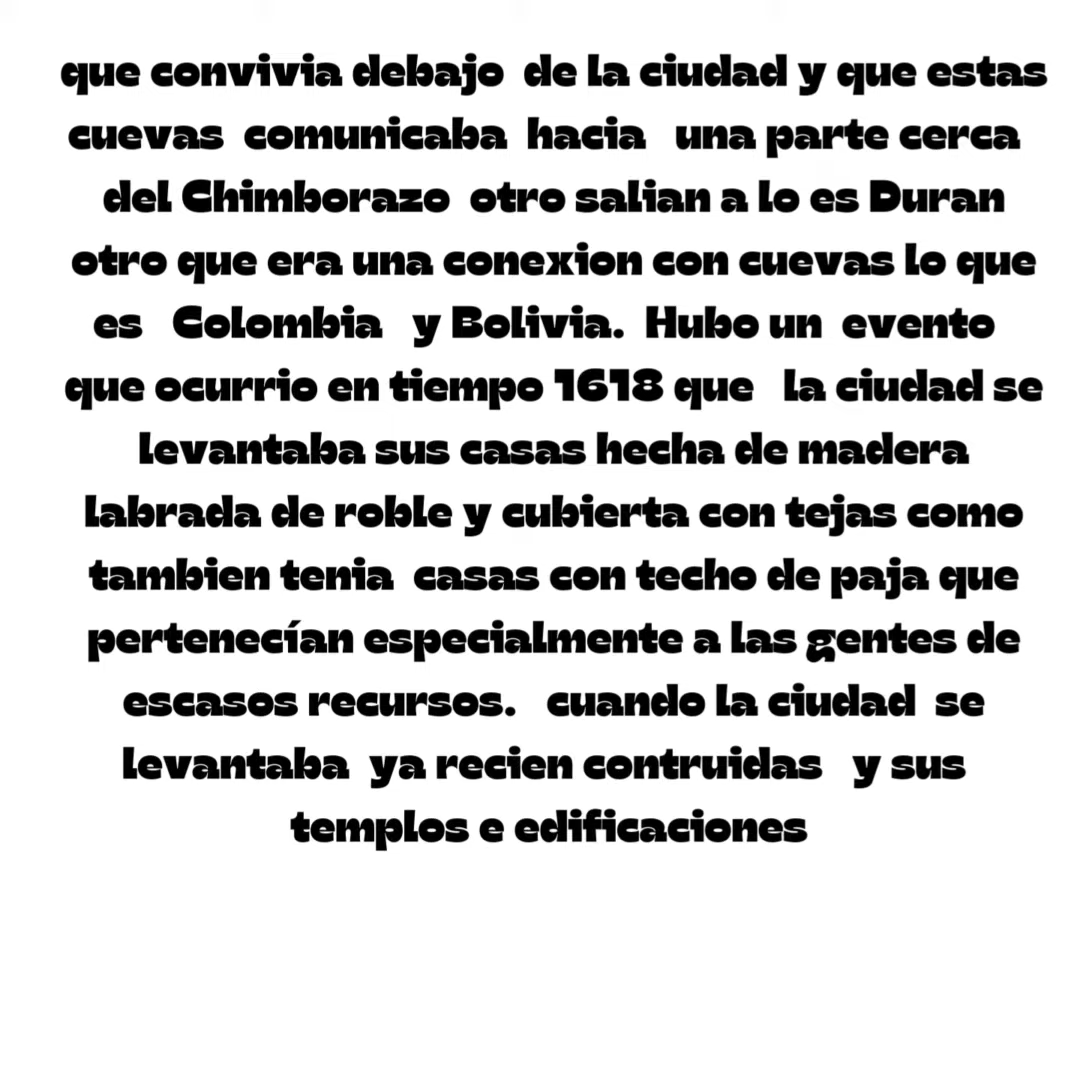 que convivia debajo de la ciudad y que estas
cuevas comunicaba hacia una parte cerca
del Chimborazo otro salian a lo es Duran
otro que era una conexion con cuevas lo que
es Colombia y Bolivia. Hubo un evento
que ocurrio en tiempo 1618 que la ciudad se
levantaba sus casas hecha de madera
labrada de roble y cubierta con tejas como
tambien tenia casas con techo de paja que
pertenecían especialmente a las gentes de
escasos recursos. cuando la ciudad se
levantaba ya recien contruidas y sus
templos e edificaciones